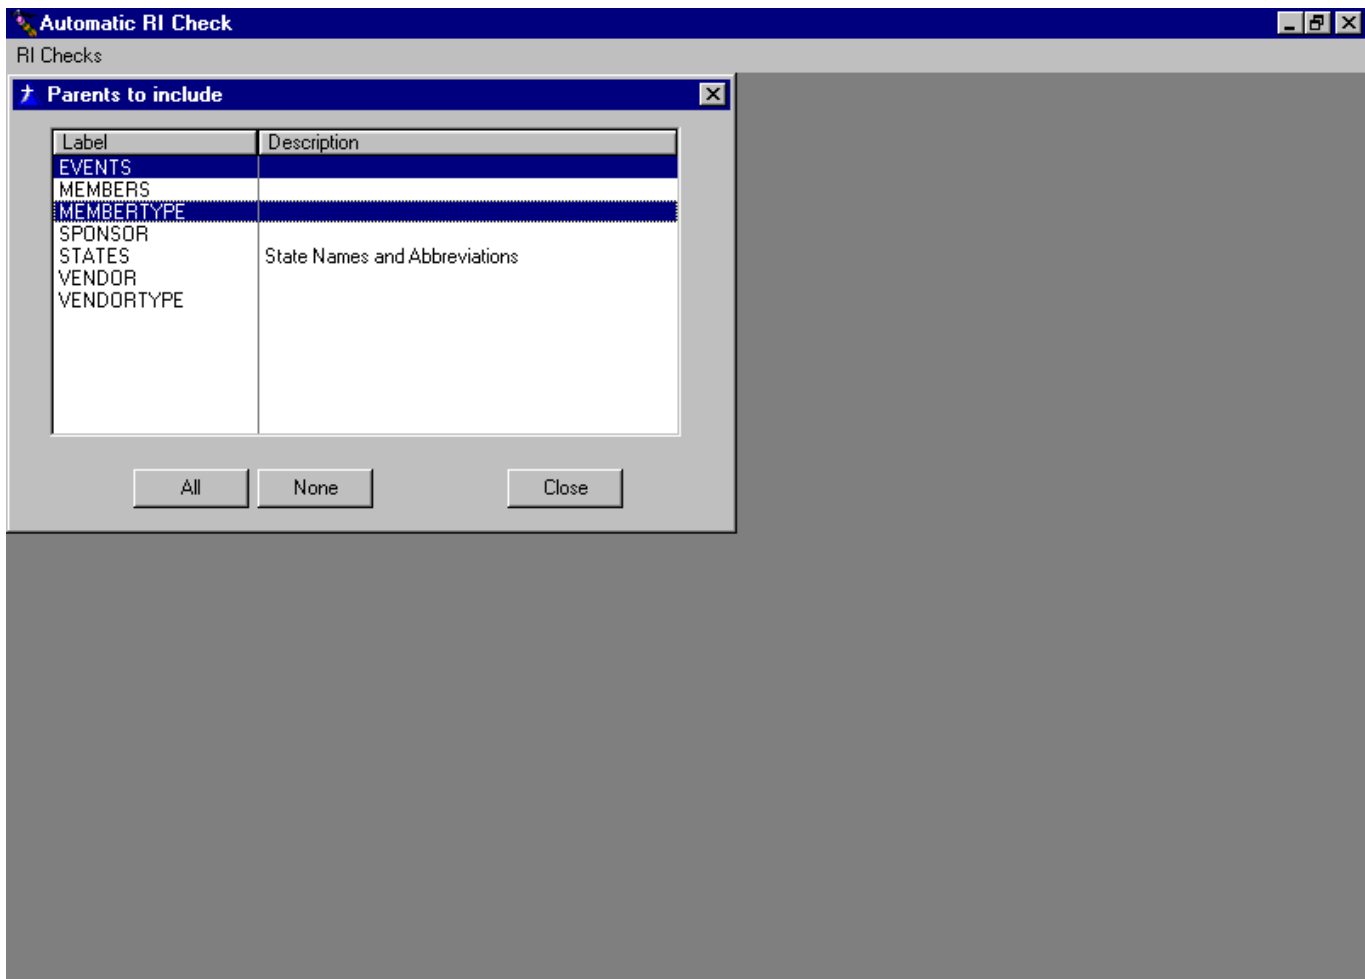 Automatic RI Check
RI Checks
Parents to include
Label Description
EVENTS
MEMBERS
MEMBERTYPE
SPONSOR
STATES State Names and Abbreviations
VENDOR
VENDORTYPE
All None Close